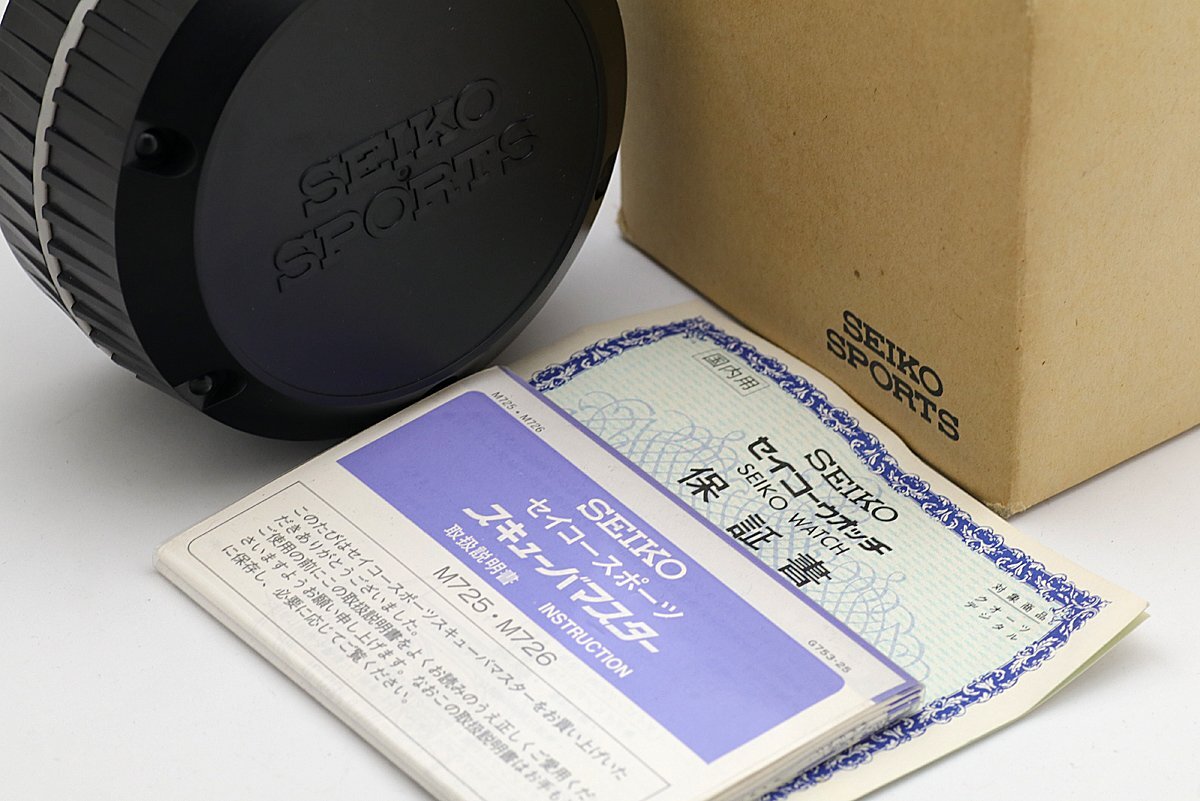 SEIKO
SPORTS
SEIKO
SPORTS
国内用
SEIKO
セイコーウオッチ
SEIKO WATCH
保証書
対象商品
クオーツ
デジタル
M725・M726
SEIKO
セイコースポーツ
スキューバマスター
取扱説明書 INSTRUCTION
M725・M726
G753-25
このたびはセイコースポーツスキューバマスターをお買い上げいた
だきありがとうございました。
ご使用の前にこの取扱説明書をよくお読みのうえ正しくご愛用くだ
さいますようお願い申し上げます。なおこの取扱説明書はお手も
に保存し、必要に応じてご覧ください。